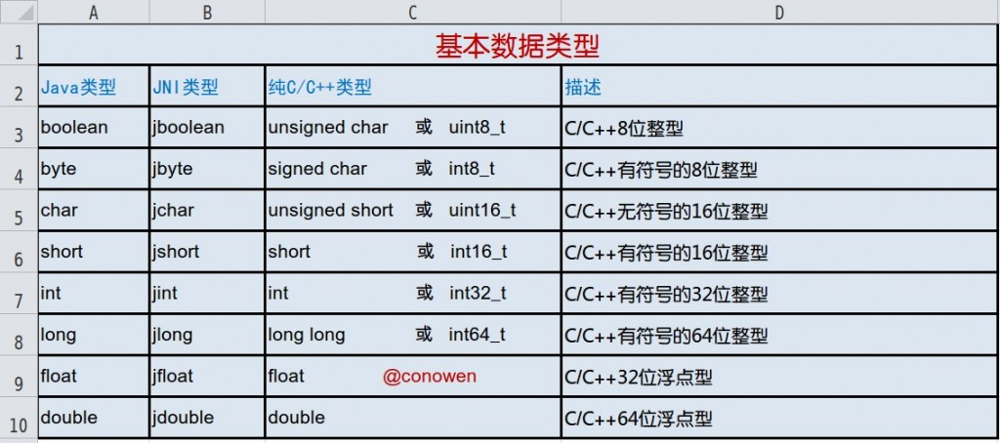 A B C D
1 基本数据类型
2 Java类型 JNI类型 纯C/C++类型 描述
3 boolean jboolean unsigned char 或 uint8_t C/C++8位整型
4 byte jbyte signed char 或 int8_t C/C++有符号的8位整型
5 char jchar unsigned short 或 uint16_t C/C++无符号的16位整型
6 short jshort short 或 int16_t C/C++有符号的16位整型
7 int jint int 或 int32_t C/C++有符号的32位整型
8 long jlong long long 或 int64_t C/C++有符号的64位整型
9 float jfloat float @conowen C/C++32位浮点型
10 double jdouble double C/C++64位浮点型